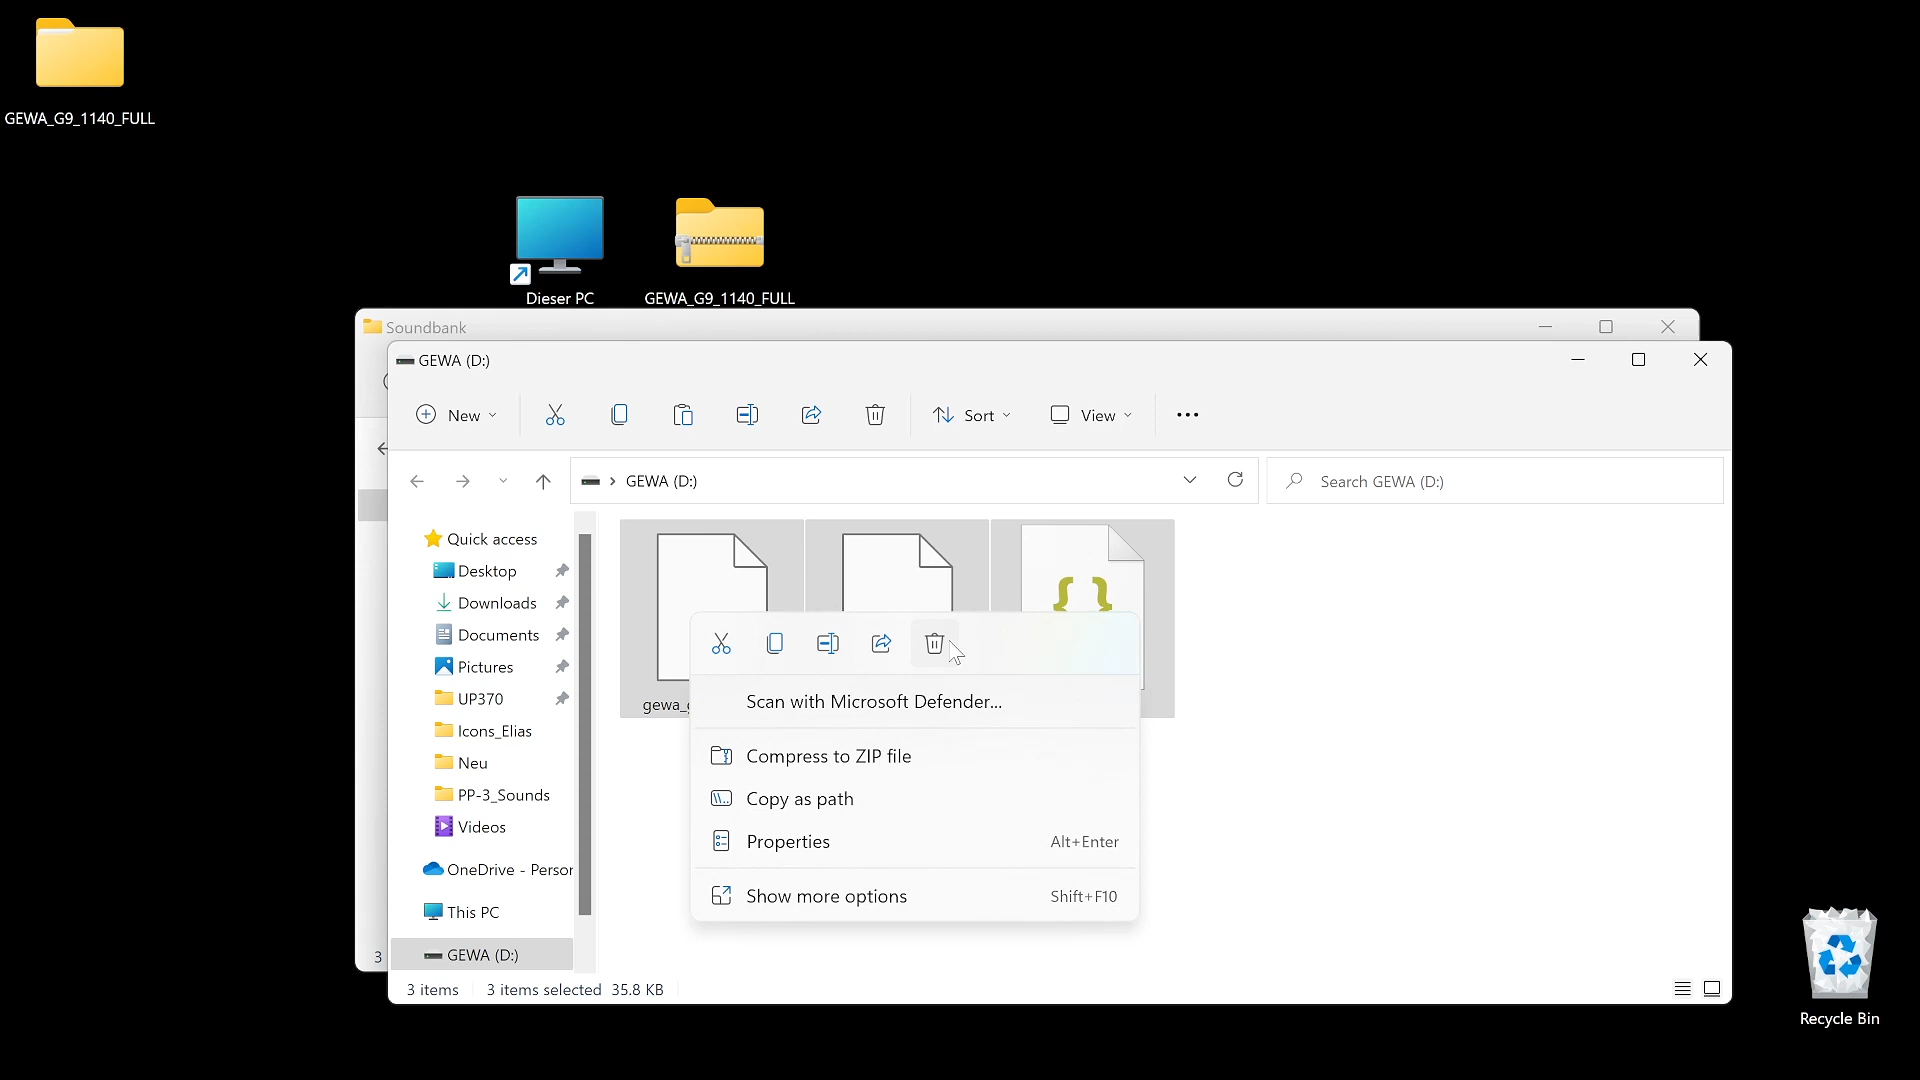 GEWA_G9_1140_FULL
Dieser PC
GEWA_G9_1140_FULL
Soundbank
GEWA (D:)
New
Sort
View
GEWA (D:)
Search GEWA (D:)
Quick access
Desktop
Downloads
Documents
Pictures
UP370
Icons_Elias
Neu
PP-3_Sounds
Videos
OneDrive - Person
This PC
GEWA (D:)
gewa_g
Scan with Microsoft Defender...
Compress to ZIP file
Copy as path
Properties Alt+Enter
Show more options Shift+F10
3
3 items 3 items selected 35.8 KB
Recycle Bin